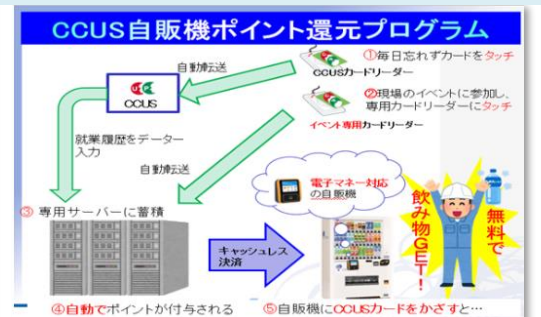 CCUS自販機ポイント還元プログラム
①毎日忘れずカードをタッチ
CCUSカードリーダー
自動転送
CCUS
②現場のイベントに参加し、
専用カードリーダーにタッチ
イベント専用カードリーダー
就業履歴をデーター
入力
自動転送
電子マネー対応
の自販機
③専用サーバーに蓄積
キャッシュレス
決済
無料で
飲み物GET!
④自動でポイントが付与される
⑤自販機にCCUSカードをかざすと…